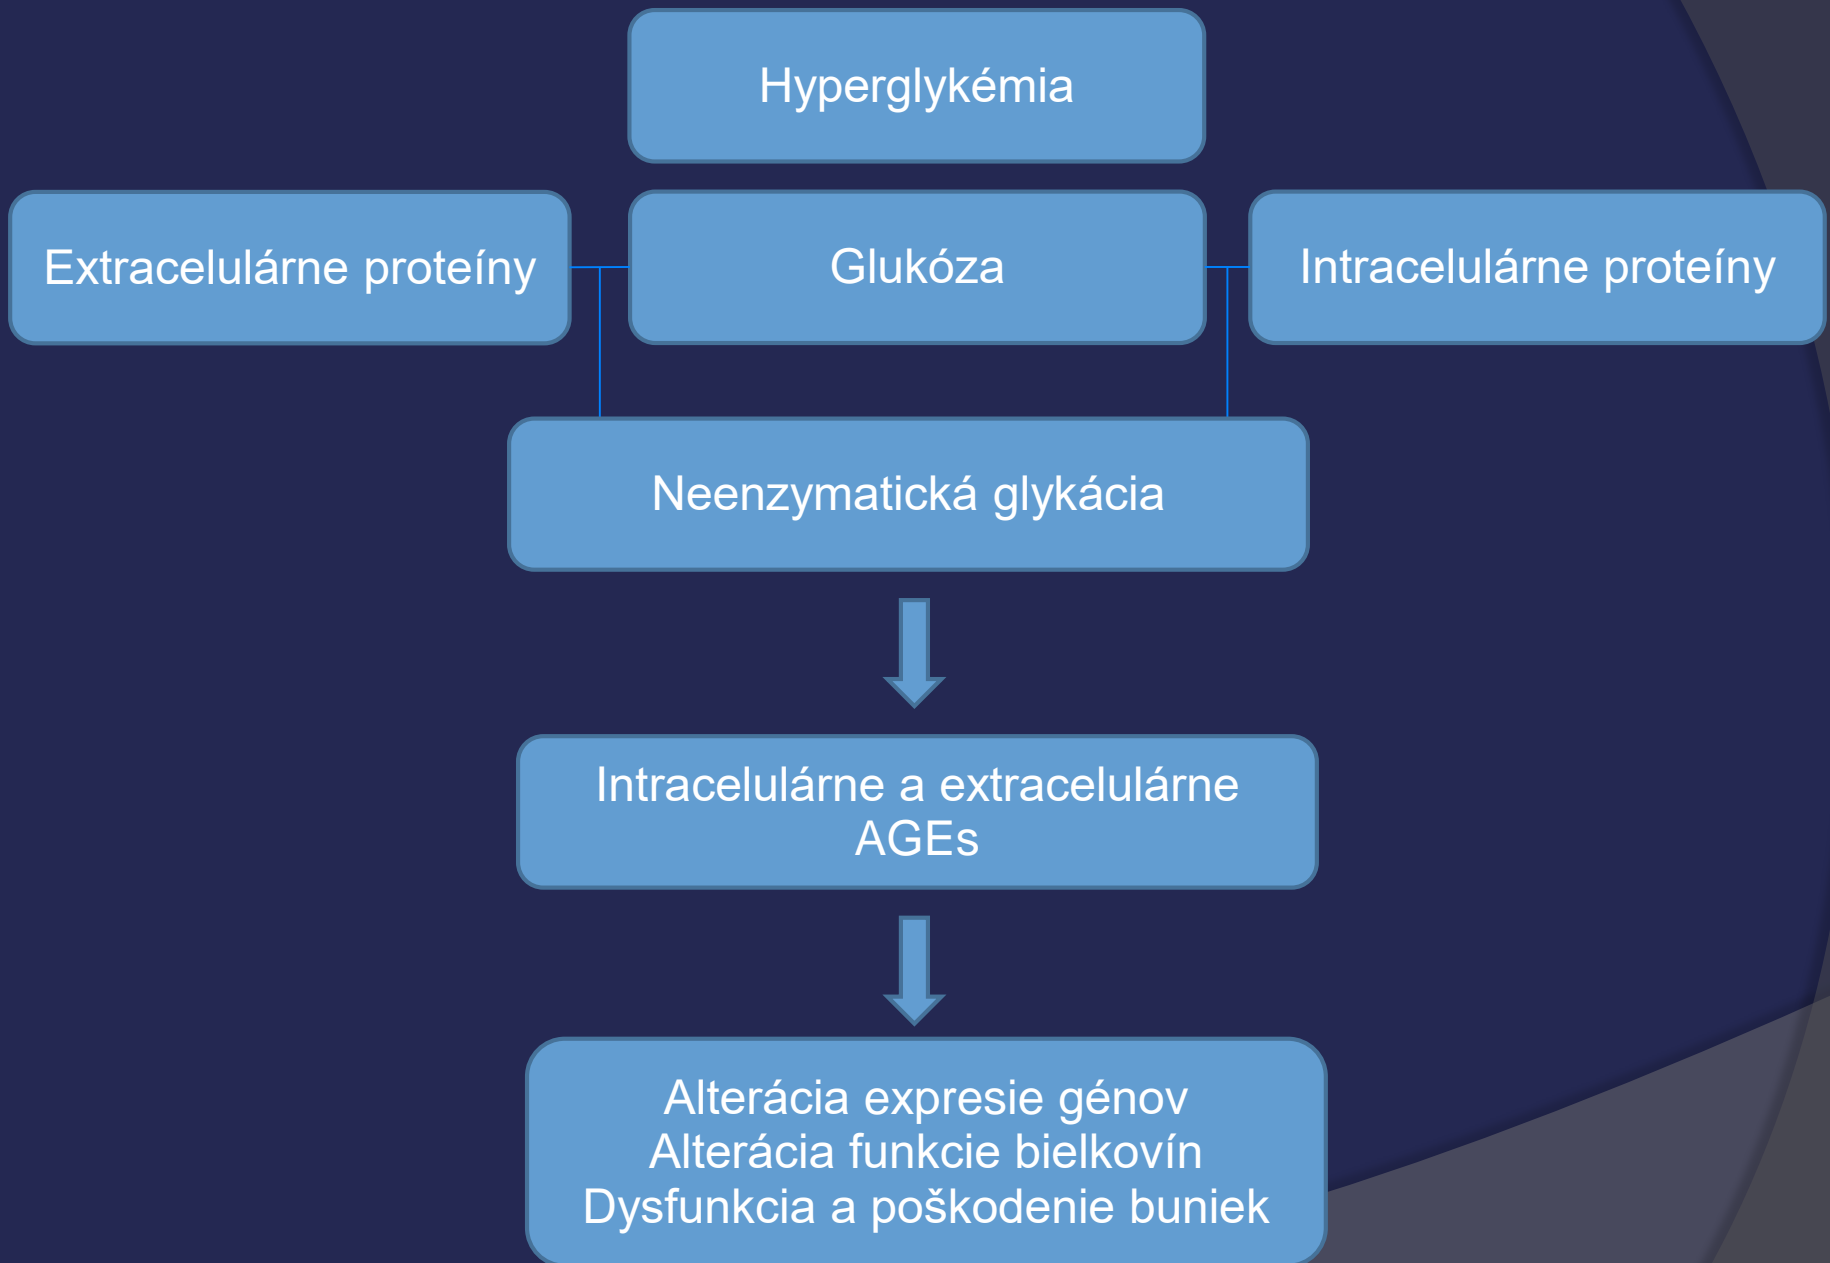 Hyperglykémia
Extracelulárne proteíny
Glukóza
Intracelulárne proteíny
Neenzymatická glykácia
Intracelulárne a extracelulárne
AGEs
Alterácia expresie génov
Alterácia funkcie bielkovín
Dysfunkcia a poškodenie buniek